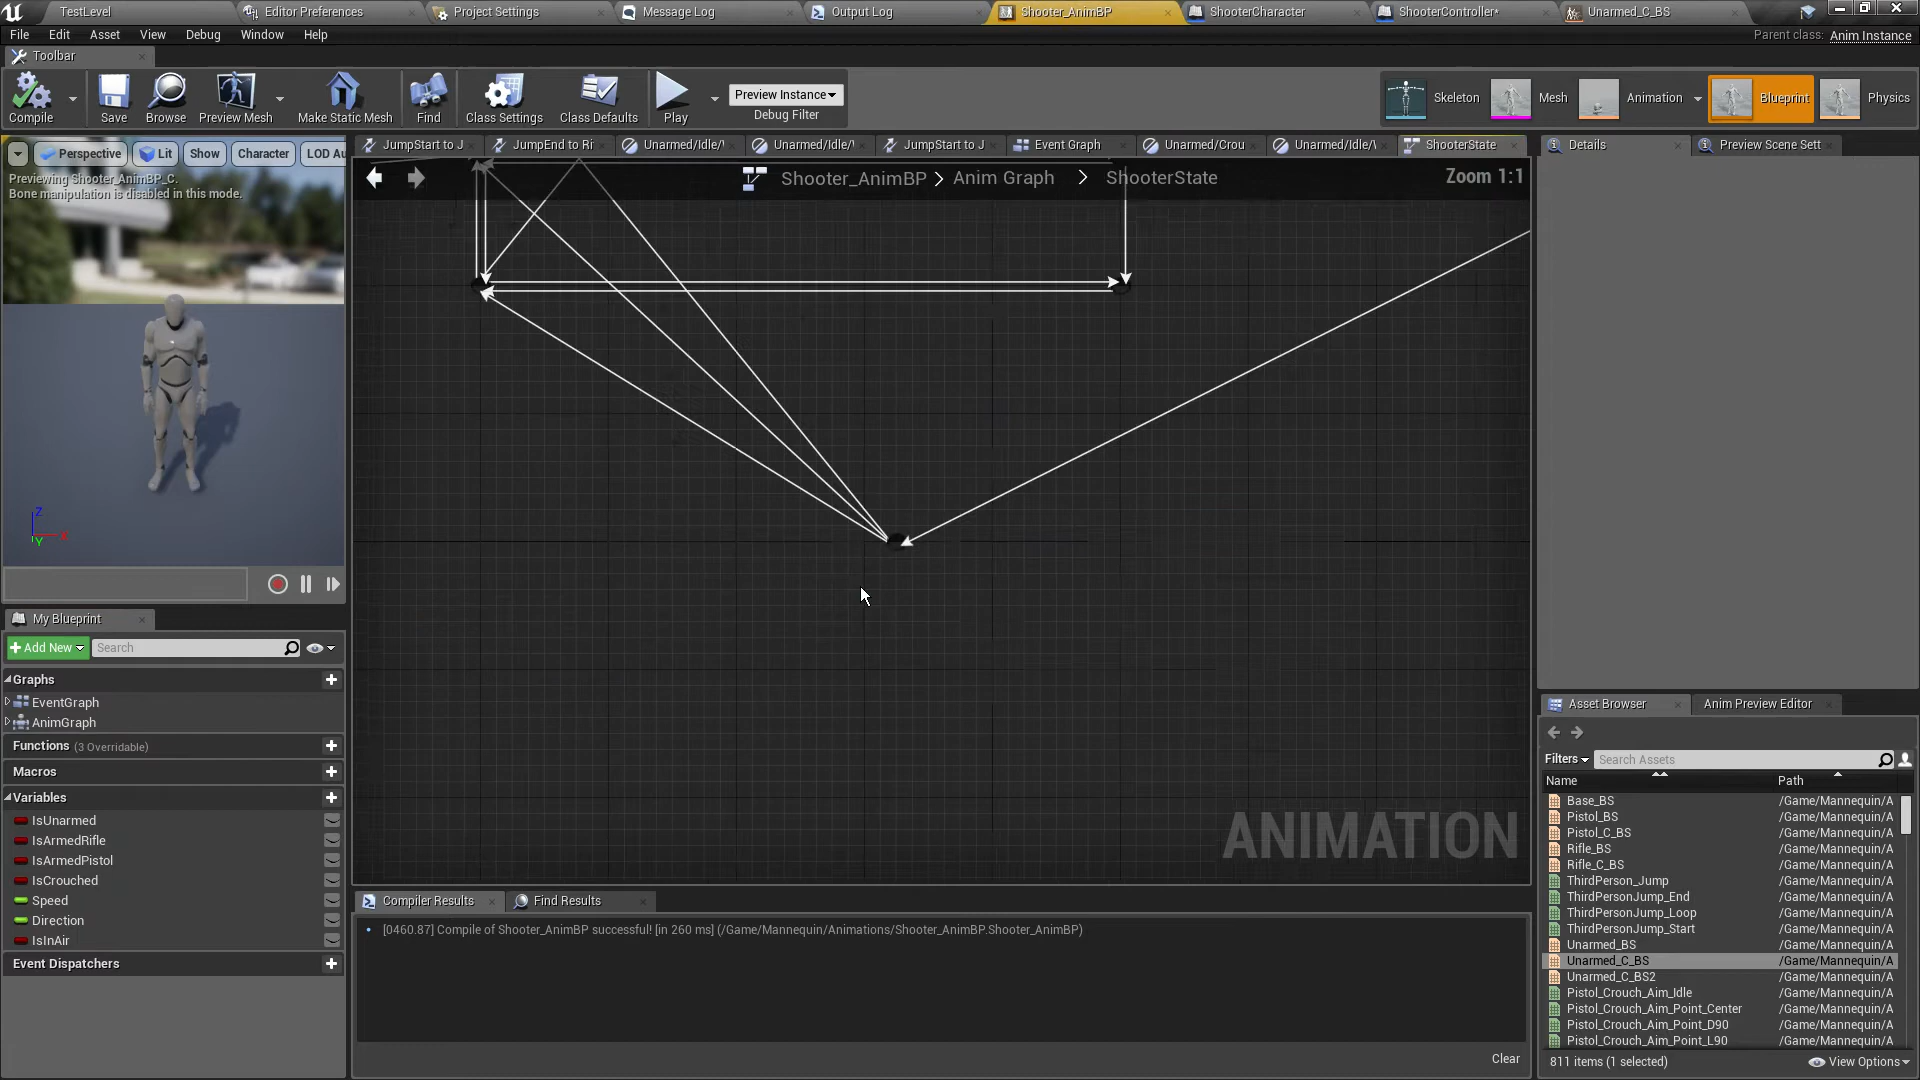 TestLevel
Editor Preferences
Project Settings
Message Log
Output Log
Shooter_AnimBP
ShooterCharacter
ShooterController*
Unarmed_C_BS
File
Edit
Asset
View
Debug
Window
Help
Parent class: Anim Instance
Toolbar
Compile
Save
Browse
Preview Mesh
Make Static Mesh
Find
Class Settings
Class Defaults
Play
Preview Instance
Debug Filter
Skeleton
Mesh
Animation
Blueprint
Physics
JumpStart to J
JumpEnd to Ri
Unarmed/Idle/
Unarmed/Idle/
JumpStart to J
Event Graph
Unarmed/Crou
Unarmed/Idle/
ShooterState
Details
Preview Scene Sett
Perspective
Lit
Show
Character
LOD Au
Previewing Shooter_AnimBP_C.
Bone manipulation is disabled in this mode.
Shooter_AnimBP > Anim Graph > ShooterState
Zoom 1:1
Z
X
Y
My Blueprint
Add New
Search
Graphs
EventGraph
AnimGraph
Functions (3 Overridable)
Macros
Variables
IsUnarmed
IsArmedRifle
IsArmedPistol
IsCrouched
Speed
Direction
IsInAir
Event Dispatchers
ANIMATION
Compiler Results
Find Results
[0460.87] Compile of Shooter_AnimBP successful! [in 260 ms] (/Game/Mannequin/Animations/Shooter_AnimBP.Shooter_AnimBP)
Clear
Asset Browser
Anim Preview Editor
Filters
Search Assets
Name
Path
Base_BS /Game/Mannequin/A
Pistol_BS /Game/Mannequin/A
Pistol_C_BS /Game/Mannequin/A
Rifle_BS /Game/Mannequin/A
Rifle_C_BS /Game/Mannequin/A
ThirdPerson_Jump /Game/Mannequin/A
ThirdPersonJump_End /Game/Mannequin/A
ThirdPersonJump_Loop /Game/Mannequin/A
ThirdPersonJump_Start /Game/Mannequin/A
Unarmed_BS /Game/Mannequin/A
Unarmed_C_BS /Game/Mannequin/A
Unarmed_C_BS2 /Game/Mannequin/A
Pistol_Crouch_Aim_Idle /Game/Mannequin/A
Pistol_Crouch_Aim_Point_Center /Game/Mannequin/A
Pistol_Crouch_Aim_Point_D90 /Game/Mannequin/A
Pistol_Crouch_Aim_Point_L90 /Game/Mannequin/A
811 items (1 selected)
View Options